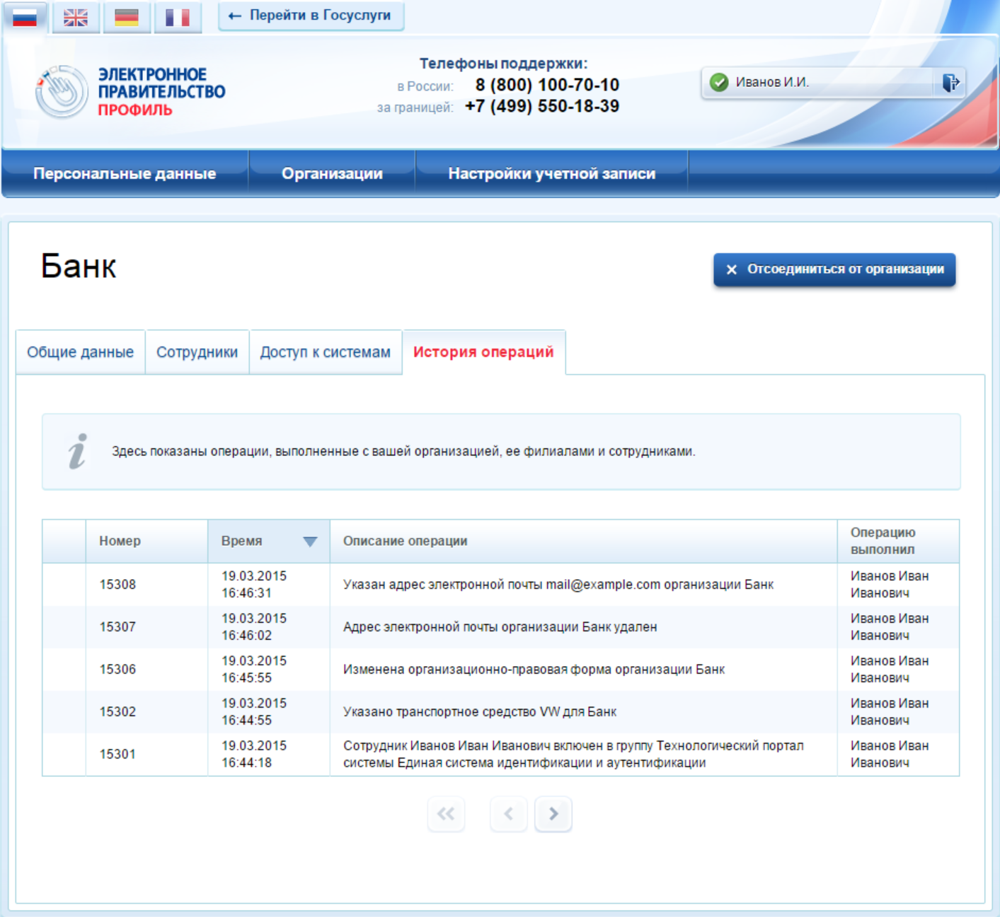 ← Перейти в Госуслуги
ЭЛЕКТРОННОЕ
ПРАВИТЕЛЬСТВО
ПРОФИЛЬ
Телефоны поддержки:
в России: 8 (800) 100-70-10
за границей: +7 (499) 550-18-39
Иванов И.И.
Персональные данные
Организации
Настройки учетной записи
Банк
× Отсоединиться от организации
Общие данные
Сотрудники
Доступ к системам
История операций
i
Здесь показаны операции, выполненные с вашей организацией, ее филиалами и сотрудниками.
Номер
Время
Описание операции
Операцию
выполнил
15308
19.03.2015
16:46:31
Указан адрес электронной почты mail@example.com организации Банк
Иванов Иван
Иванович
15307
19.03.2015
16:46:02
Адрес электронной почты организации Банк удален
Иванов Иван
Иванович
15306
19.03.2015
16:45:55
Изменена организационно-правовая форма организации Банк
Иванов Иван
Иванович
15302
19.03.2015
16:44:55
Указано транспортное средство VW для Банк
Иванов Иван
Иванович
15301
19.03.2015
16:44:18
Сотрудник Иванов Иван Иванович включен в группу Технологический портал
системы Единая система идентификации и аутентификации
Иванов Иван
Иванович